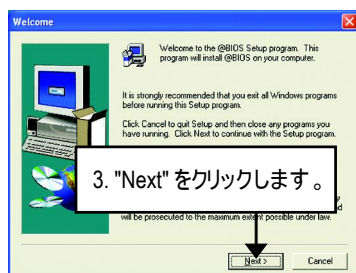 Welcome
Welcome to the @BIOS Setup program. This
program will install @BIOS on your computer.
It is strongly recommended that you exit all Windows programs
before running this Setup program.
Click Cancel to quit Setup and then close any programs you
have running. Click Next to continue with the Setup program.
3. "Next" をクリックします。
will be prosecuted to the maximum extent possible under law.
Next >
Cancel